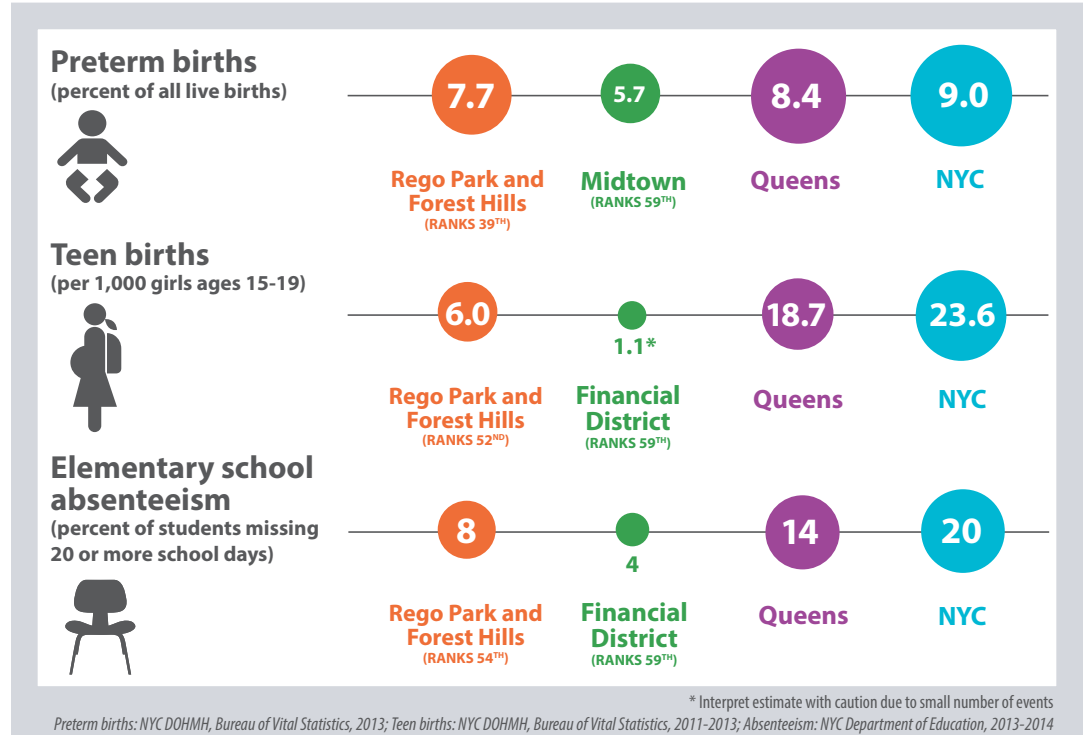 Preterm births
(percent of all live births)
7.7
5.7
8.4
9.0
Rego Park and
Forest Hills
(RANKS 39TH)
Midtown
(RANKS 59TH)
Queens
NYC
Teen births
(per 1,000 girls ages 15-19)
6.0
1.1*
18.7
23.6
Rego Park and
Forest Hills
(RANKS 52ND)
Financial
District
(RANKS 59TH)
Queens
NYC
Elementary school
absenteeism
(percent of students missing
20 or more school days)
8
4
14
20
Rego Park and
Forest Hills
(RANKS 54TH)
Financial
District
(RANKS 59TH)
Queens
NYC
* Interpret estimate with caution due to small number of events
Preterm births: NYC DOHMH, Bureau of Vital Statistics, 2013; Teen births: NYC DOHMH, Bureau of Vital Statistics, 2011-2013; Absenteeism: NYC Department of Education, 2013-2014